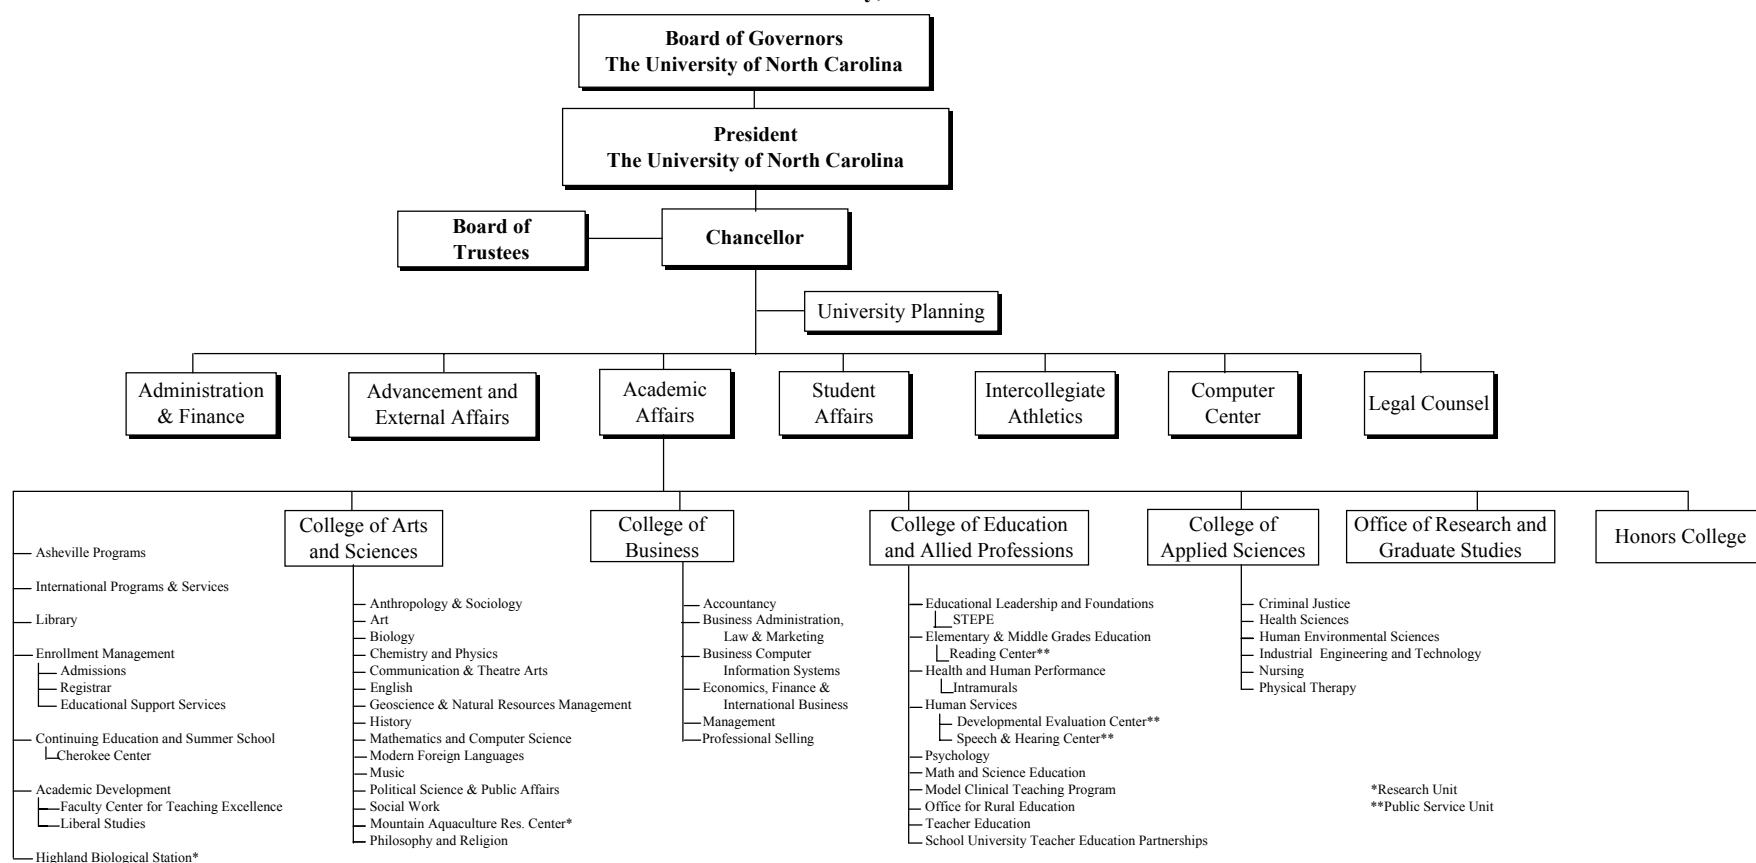 Board of Governors
The University of North Carolina
President
The University of North Carolina
Board of
Trustees
Chancellor
University Planning
Administration
& Finance
Advancement and
External Affairs
Academic
Affairs
Student
Affairs
Intercollegiate
Athletics
Computer
Center
Legal Counsel
Asheville Programs
International Programs & Services
Library
Enrollment Management
Admissions
Registrar
Educational Support Services
Continuing Education and Summer School
Cherokee Center
Academic Development
Faculty Center for Teaching Excellence
Liberal Studies
Highland Biological Station*
College of Arts
and Sciences
Anthropology & Sociology
Art
Biology
Chemistry and Physics
Communication & Theatre Arts
English
Geoscience & Natural Resources Management
History
Mathematics and Computer Science
Modern Foreign Languages
Music
Political Science & Public Affairs
Social Work
Mountain Aquaculture Res. Center*
Philosophy and Religion
College of
Business
Accountancy
Business Administration,
Law & Marketing
Business Computer
Information Systems
Economics, Finance &
International Business
Management
Professional Selling
College of Education
and Allied Professions
Educational Leadership and Foundations
STEPE
Elementary & Middle Grades Education
Reading Center**
Health and Human Performance
Intramurals
Human Services
Developmental Evaluation Center**
Speech & Hearing Center**
Psychology
Math and Science Education
Model Clinical Teaching Program
Office for Rural Education
Teacher Education
School University Teacher Education Partnerships
College of
Applied Sciences
Criminal Justice
Health Sciences
Human Environmental Sciences
Industrial Engineering and Technology
Nursing
Physical Therapy
Office of Research and
Graduate Studies
Honors College
*Research Unit
**Public Service Unit